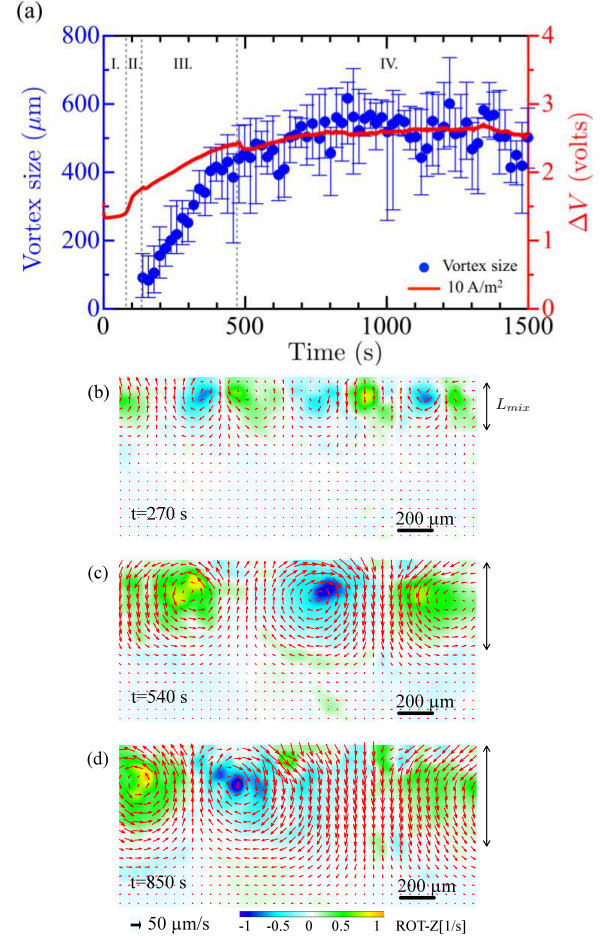 (a)
800
600
400
200
0
Vortex size (μm)
I.
II.
III.
IV.
4
3
2
1
0
ΔV (volts)
Vortex size
10 A/m²
0
500
1000
1500
Time (s)
(b)
L_mix
t=270 s
200 μm
(c)
t=540 s
200 μm
(d)
t=850 s
200 μm
50 μm/s
-1 -0.5 0 0.5 1
ROT-Z[1/s]